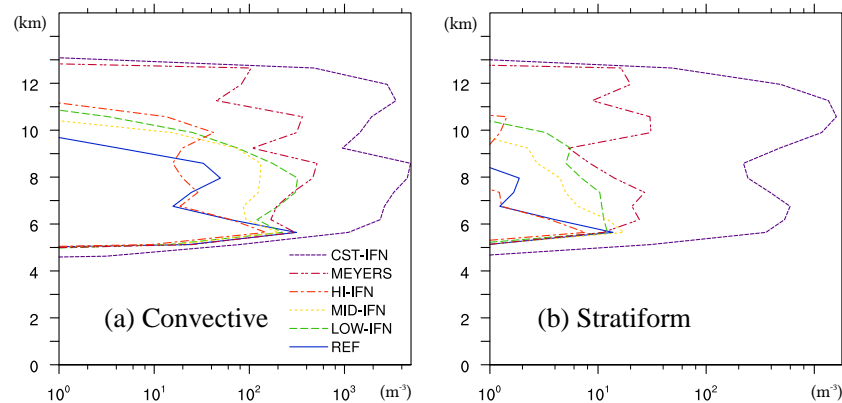 (km)
12
10
8
6
4
2
0
CST-IFN
MEYERS
HI-IFN
MID-IFN
LOW-IFN
REF
(a) Convective
10^0
10^1
10^2
10^3
(m^-3)
(km)
12
10
8
6
4
2
0
(b) Stratiform
10^0
10^1
10^2
10^3
(m^-3)